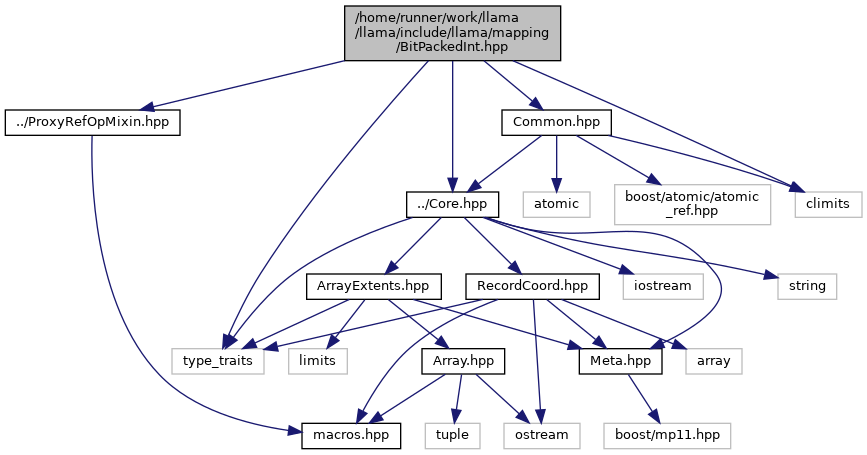 /home/runner/work/llama
/llama/include/llama/mapping
/BitPackedInt.hpp
../ProxyRefOpMixin.hpp
Common.hpp
../Core.hpp
atomic
boost/atomic/atomic
_ref.hpp
climits
ArrayExtents.hpp
RecordCoord.hpp
iostream
string
type_traits
limits
Array.hpp
Meta.hpp
array
macros.hpp
tuple
ostream
boost/mp11.hpp